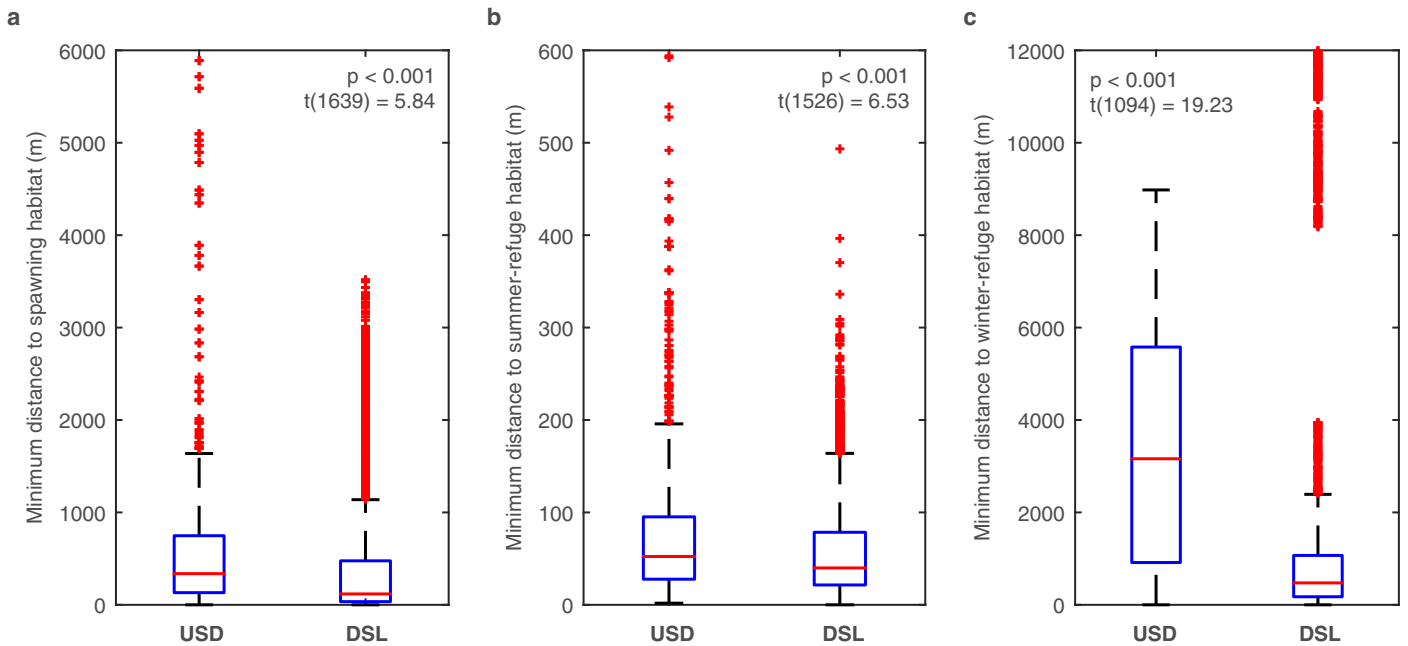 a
Minimum distance to spawning habitat (m)
6000
5000
4000
3000
2000
1000
0
p < 0.001
t(1639) = 5.84
USD
DSL
b
Minimum distance to summer-refuge habitat (m)
600
400
200
100
0
p < 0.001
t(1526) = 6.53
USD
DSL
c
Minimum distance to winter-refuge habitat (m)
12000
10000
8000
6000
4000
2000
0
p < 0.001
t(1094) = 19.23
USD
DSL